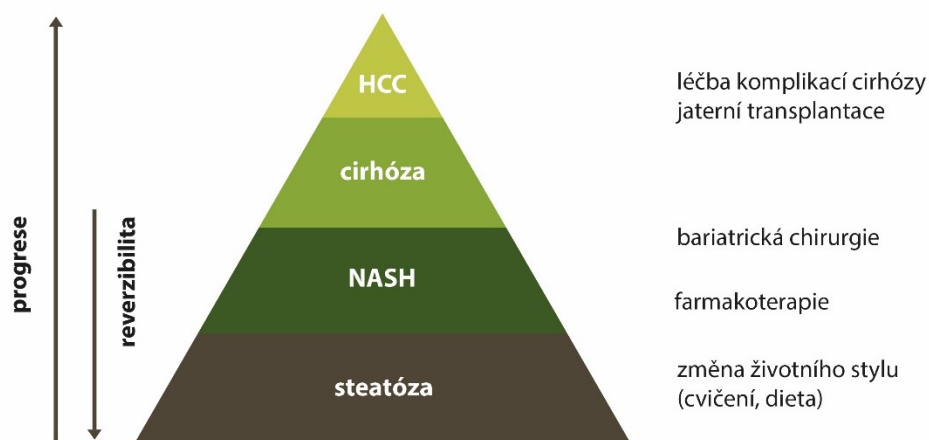 HCC
léčba komplikací cirhózy
jaterní transplantace
cirhóza
progrese
reverzibilita
bariatrická chirurgie
NASH
farmakoterapie
steatóza
změna životního stylu
(cvičení, dieta)